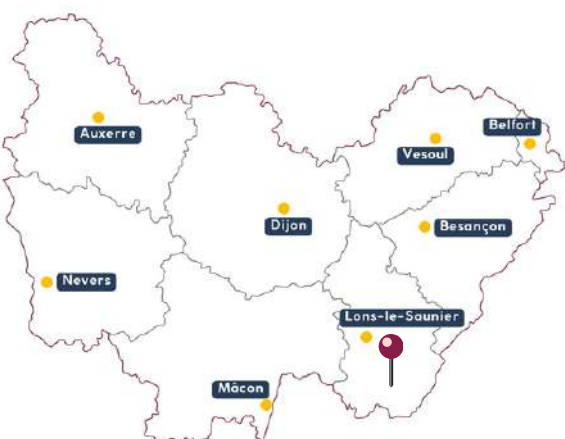 Belfort
Auxerre
Vesoul
Dijon
Besançon
Nevers
Lons-le-Saunier
Mâcon